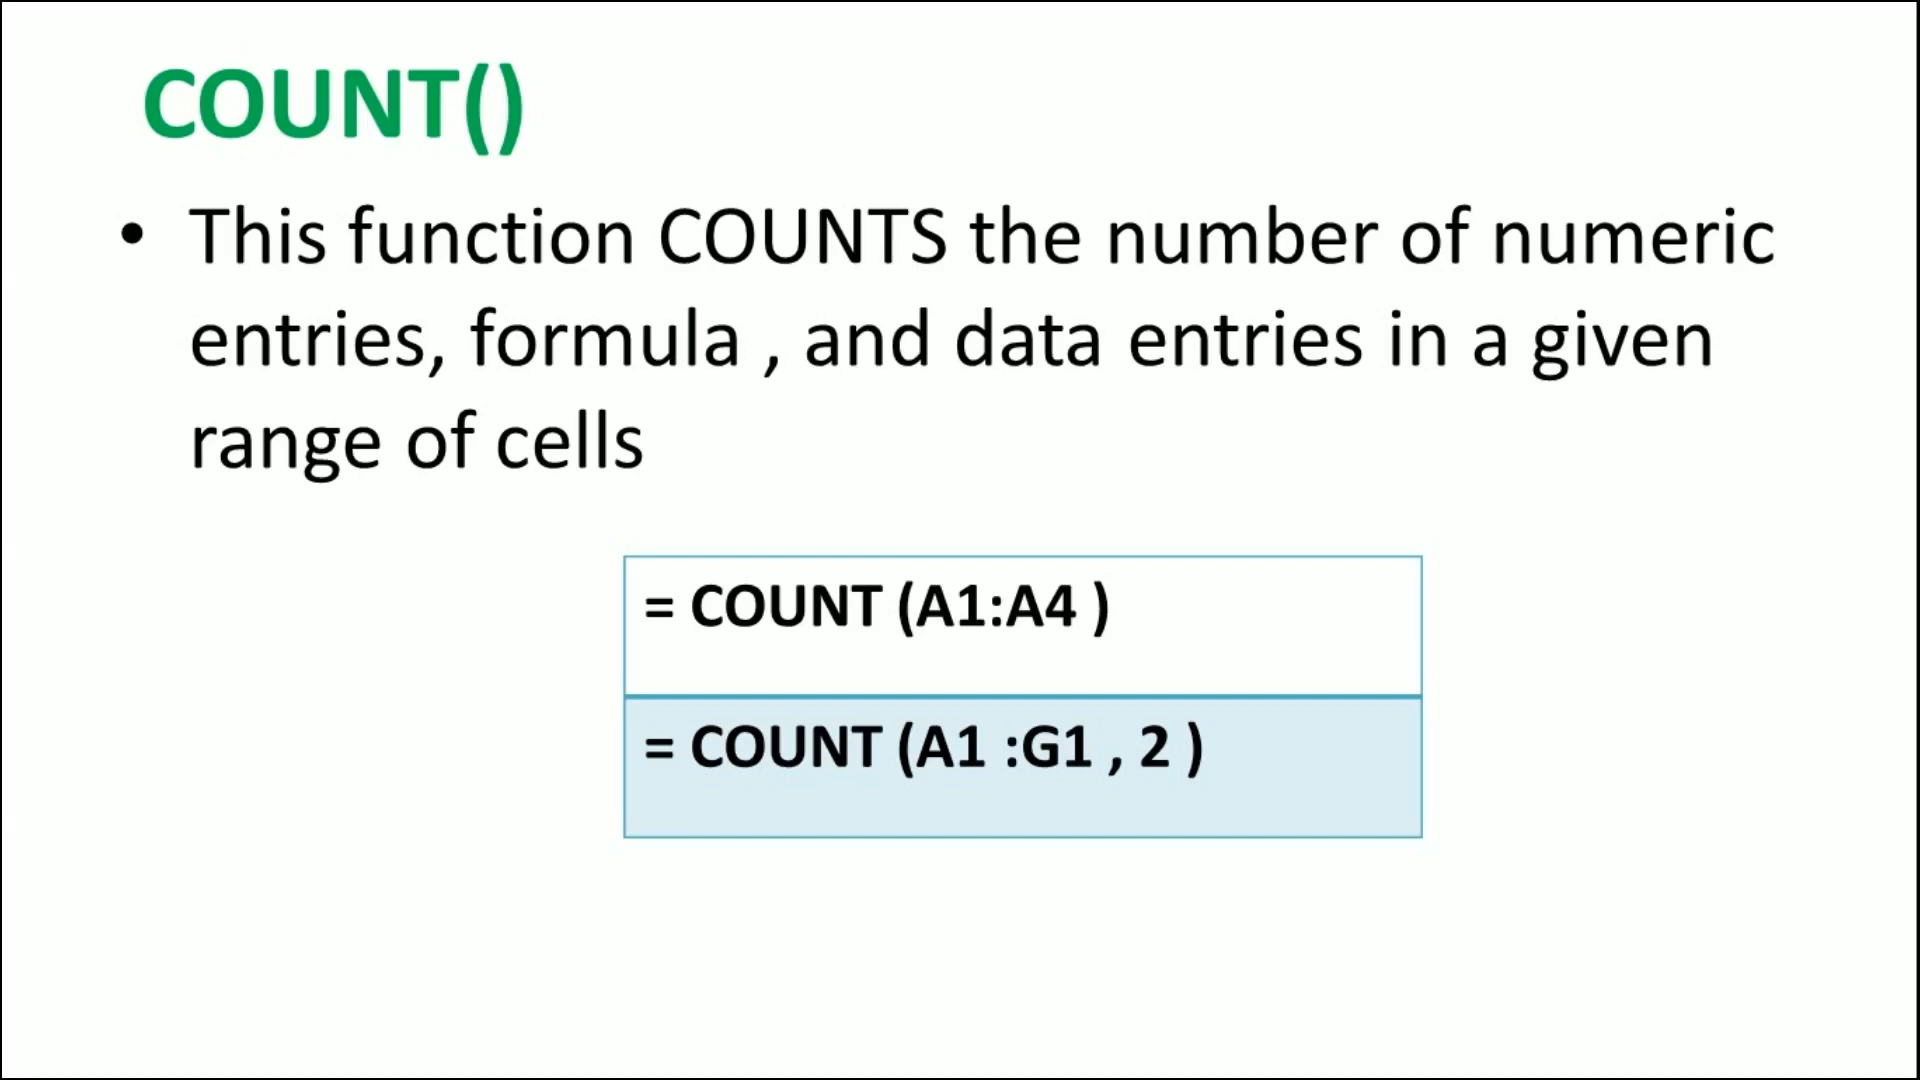 COUNT()
• This function COUNTS the number of numeric
entries, formula , and data entries in a given
range of cells
= COUNT (A1:A4 )
= COUNT (A1 :G1 , 2 )